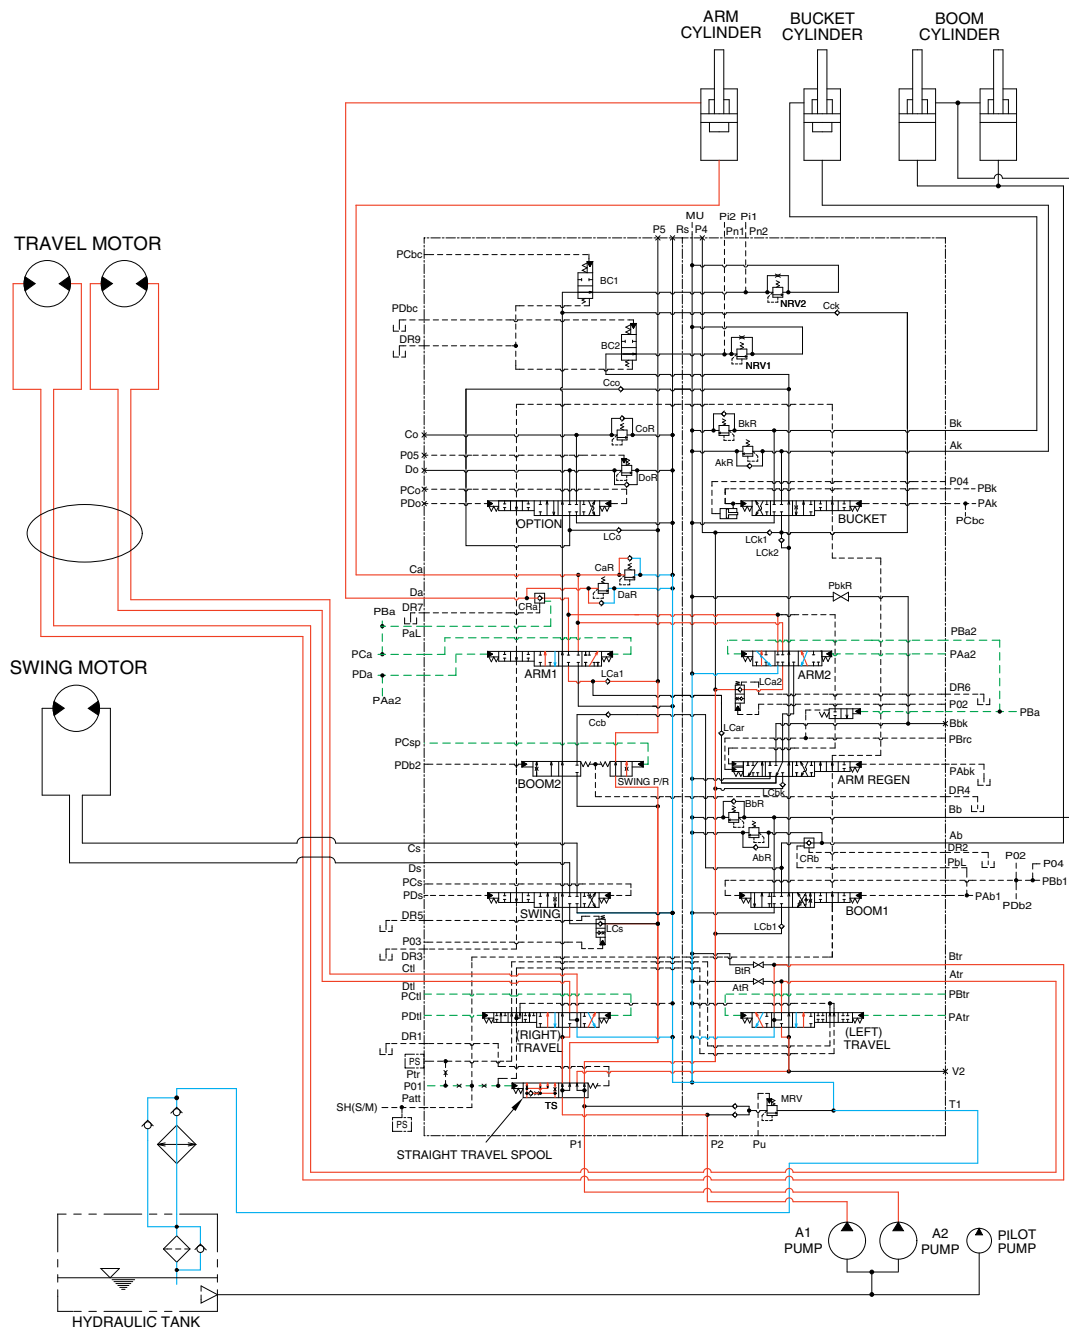 ARM
CYLINDER
BUCKET
CYLINDER
BOOM
CYLINDER
TRAVEL MOTOR
SWING MOTOR
P5
Rs
MU
P4
Pi2
Pi1
Pn1
Pn2
PCbc
BC1
NRV2
Cck
PDbc
DR9
BC2
NRV1
Cco
Co
CoR
BkR
Bk
AkR
Ak
P05
Do
DoR
PCo
PDo
OPTION
LCo
P04
PBk
PAk
PCbc
BUCKET
LCk1
LCk2
Ca
CaR
Da
DaR
DR7
CRa
PBa
PaL
PbkR
PCa
PDa
PAa2
ARM1
LCa1
PBa2
PAa2
ARM2
LCa2
DR6
P02
PBa
Ccb
LCar
Bbk
PCsp
PDb2
BOOM2
SWING P/R
PBrc
PAbk
ARM REGEN
LCbk
DR4
BbR
Bb
AbR
CRb
Ab
DR2
PbL
P02
P04
PBb1
PAb1
PDb2
Cs
Ds
PCs
PDs
SWING
BOOM1
DR5
LCs
LCb1
P03
DR3
Ctl
Dtl
PCtl
PDtl
BtR
Btr
AtR
Atr
PBtr
PAtr
(RIGHT)
TRAVEL
(LEFT)
TRAVEL
DR1
PS
Ptr
P01
Patt
SH(S/M)
PS
TS
V2
MRV
T1
P1
P2
Pu
STRAIGHT TRAVEL SPOOL
A1
PUMP
A2
PUMP
PILOT
PUMP
HYDRAULIC TANK